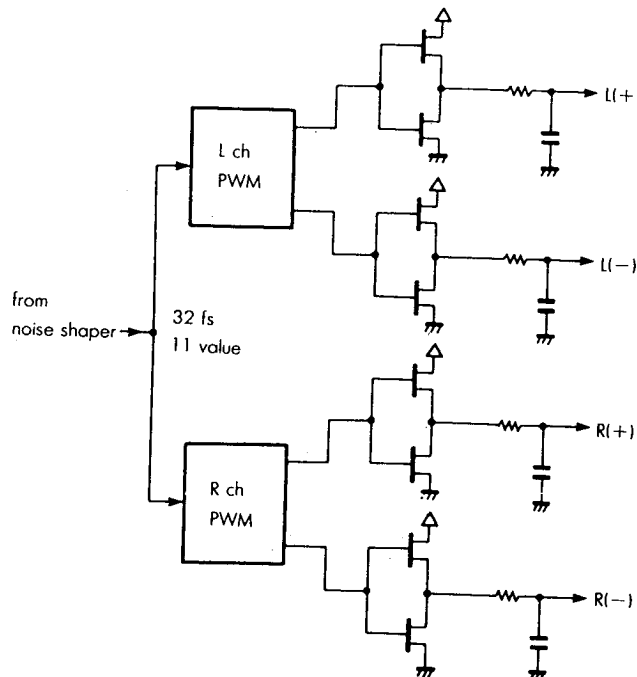 L(+
L ch
PWM
L(−)
from
noise shaper
32 fs
11 value
R(+)
R ch
PWM
R(−)